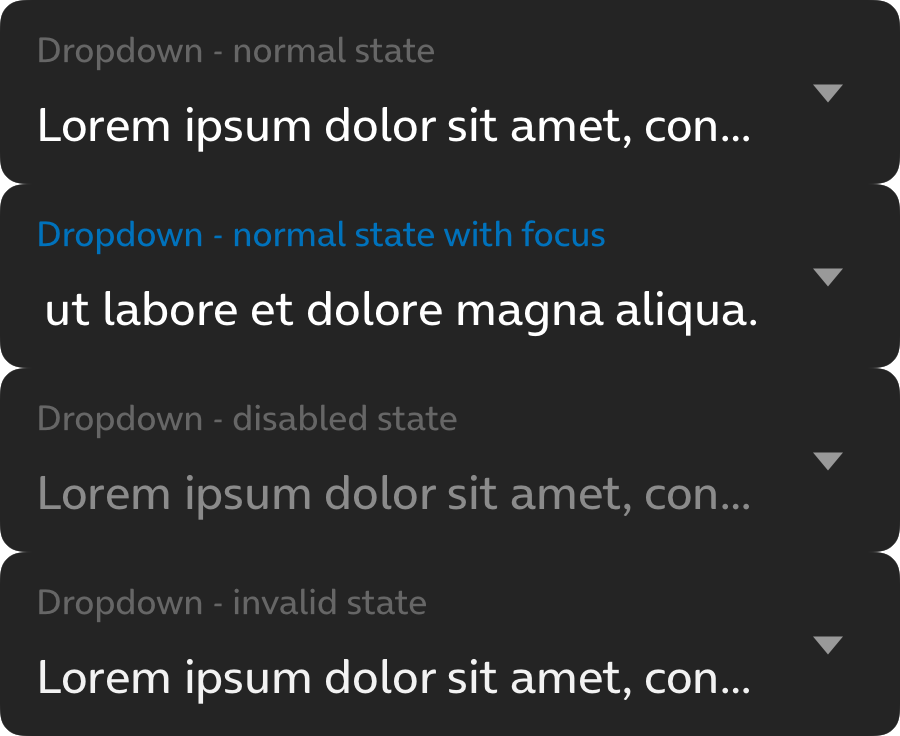 Dropdown - normal state
Lorem ipsum dolor sit amet, con...
Dropdown - normal state with focus
ut labore et dolore magna aliqua.
Dropdown - disabled state
Lorem ipsum dolor sit amet, con...
Dropdown - invalid state
Lorem ipsum dolor sit amet, con...